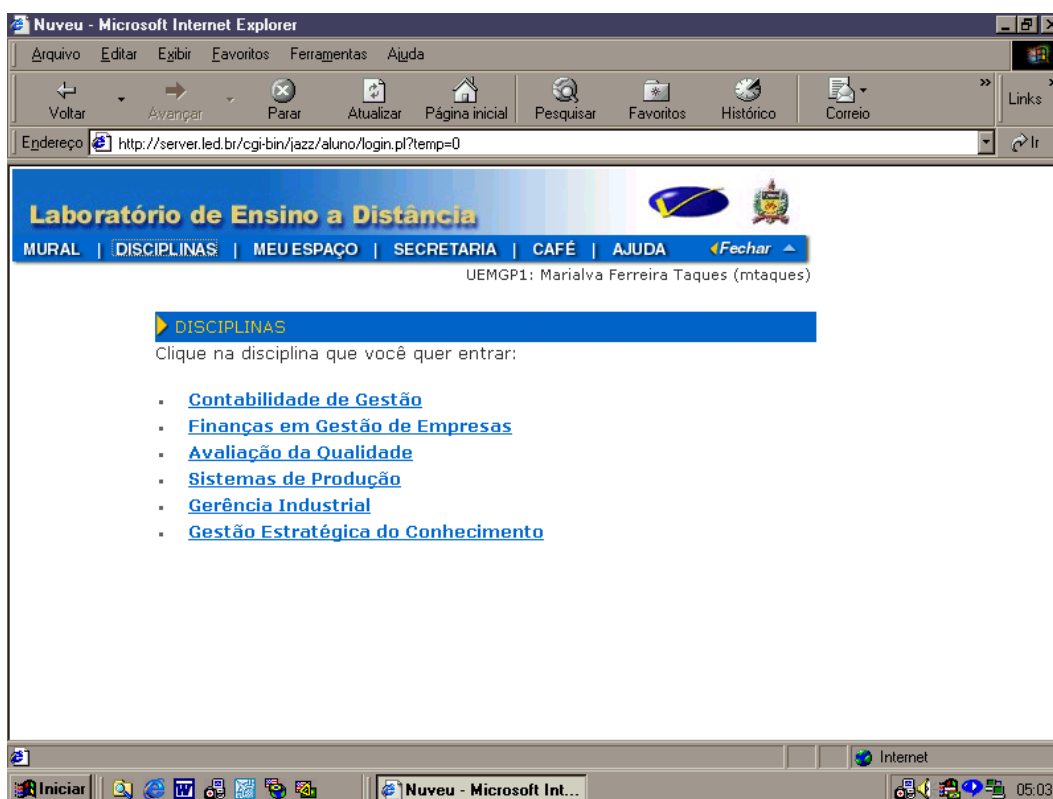 Nuveu - Microsoft Internet Explorer
Arquivo Editar Exibir Favoritos Ferramentas Ajuda
Voltar Avançar Parar Atualizar Página inicial Pesquisar Favoritos Histórico Correio » Links »
Endereço http://server.led.br/cgi-bin/jazz/aluno/login.pl?temp=0 Ir
Laboratório de Ensino a Distância
MURAL | DISCIPLINAS | MEU ESPAÇO | SECRETARIA | CAFÉ | AJUDA Fechar
UEMGP1: Marialva Ferreira Taques (mtaques)
DISCIPLINAS
Clique na disciplina que você quer entrar:
Contabilidade de Gestão
Finanças em Gestão de Empresas
Avaliação da Qualidade
Sistemas de Produção
Gerência Industrial
Gestão Estratégica do Conhecimento
Internet
Iniciar Nuveu - Microsoft Int... 05:03